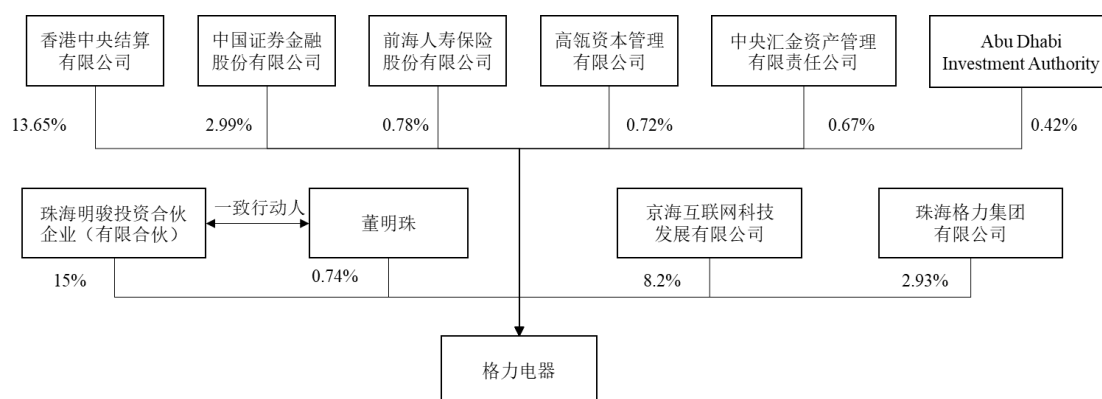 香港中央结算
有限公司
中国证券金融
股份有限公司
前海人寿保险
股份有限公司
高瓴资本管理
有限公司
中央汇金资产管理
有限责任公司
Abu Dhabi
Investment Authority
13.65%
2.99%
0.78%
0.72%
0.67%
0.42%
珠海明骏投资合伙
企业（有限合伙）
一致行动人
董明珠
京海互联网科技
发展有限公司
珠海格力集团
有限公司
15%
0.74%
8.2%
2.93%
格力电器